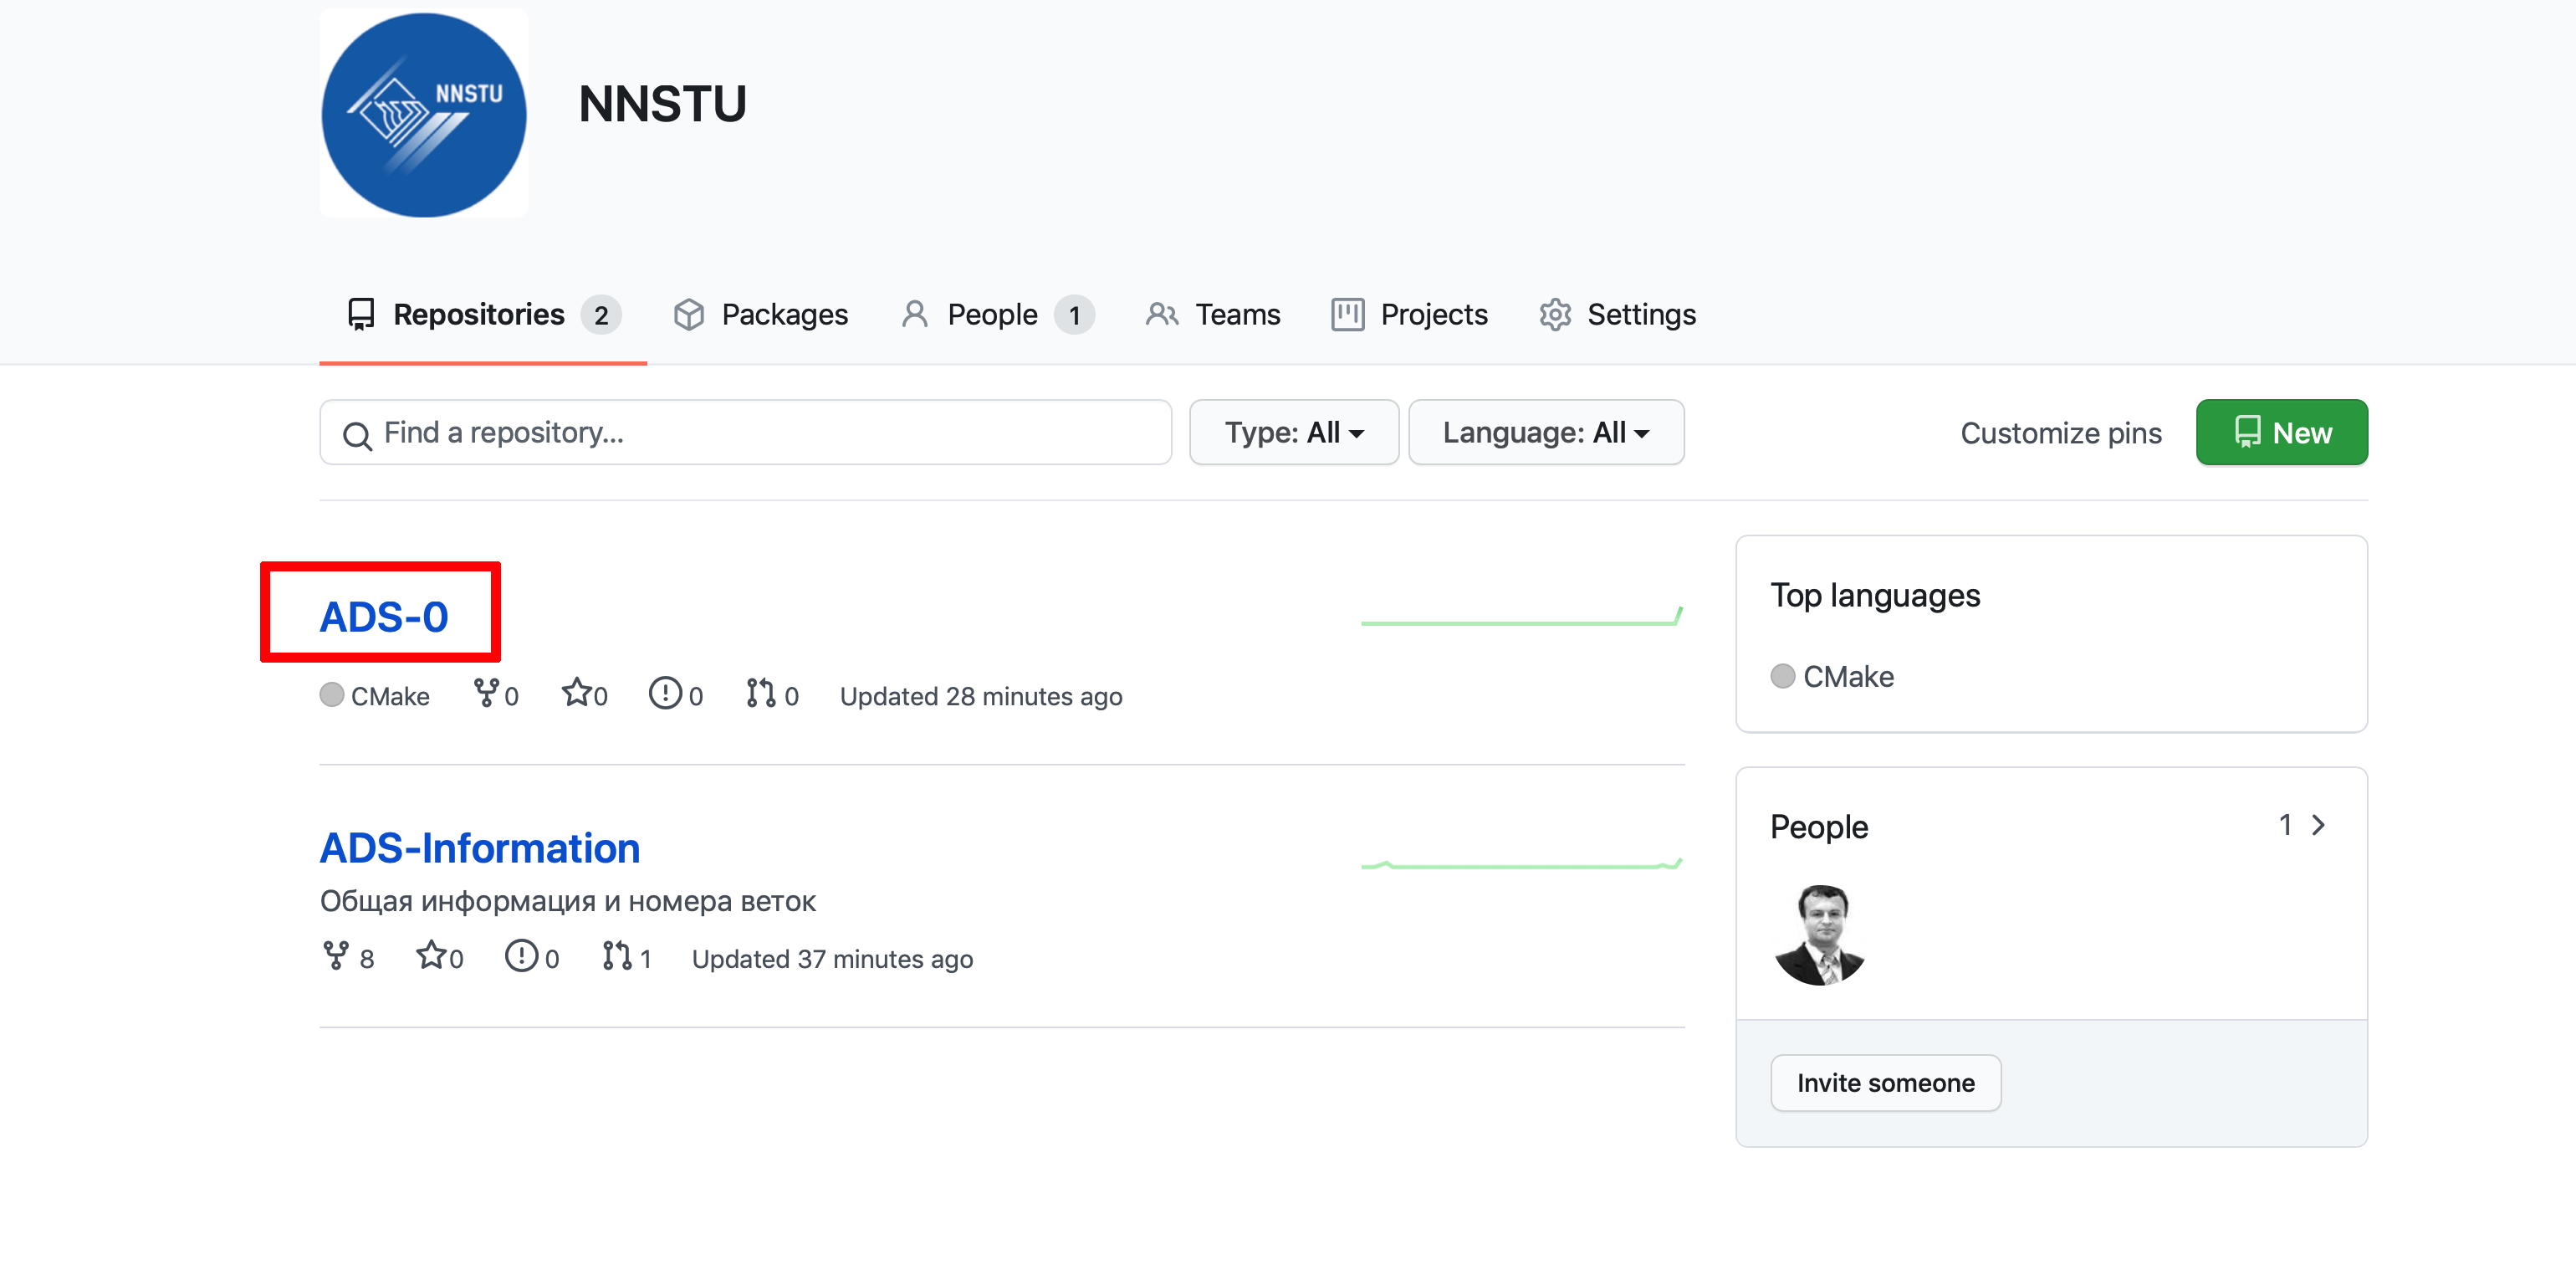 NNSTU
NNSTU
Repositories 2 Packages People 1 Teams Projects Settings
Find a repository... Type: All Language: All Customize pins New
ADS-0
CMake 0 0 0 0 Updated 28 minutes ago
ADS-Information
Общая информация и номера веток
8 0 0 1 Updated 37 minutes ago
Top languages
CMake
People 1
Invite someone